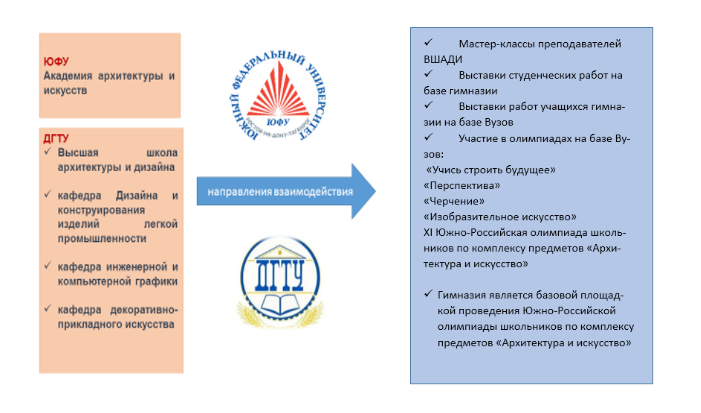 ЮФУ
Академия архитектуры и
искусств
ДГТУ
✓ Высшая школа
архитектуры и дизайна
✓ кафедра Дизайна и
конструирования
изделий легкой
промышленности
✓ кафедра инженерной и
компьютерной графики
✓ кафедра декоративно-
прикладного искусства
ЮЖНЫЙ ФЕДЕРАЛЬНЫЙ УНИВЕРСИТЕТ
ЮФУ
направления взаимодействия
ДГТУ
✓ Мастер-классы преподавателей
ВШАДИ
✓ Выставки студенческих работ на
базе гимназии
✓ Выставки работ учащихся гимна-
зии на базе Вузов
✓ Участие в олимпиадах на базе Ву-
зов:
«Учись строить будущее»
«Перспектива»
«Черчение»
«Изобразительное искусство»
XI Южно-Российская олимпиада школь-
ников по комплексу предметов «Архи-
тектура и искусство»
✓ Гимназия является базовой площад-
кой проведения Южно-Российской
олимпиады школьников по комплексу
предметов «Архитектура и искусство»